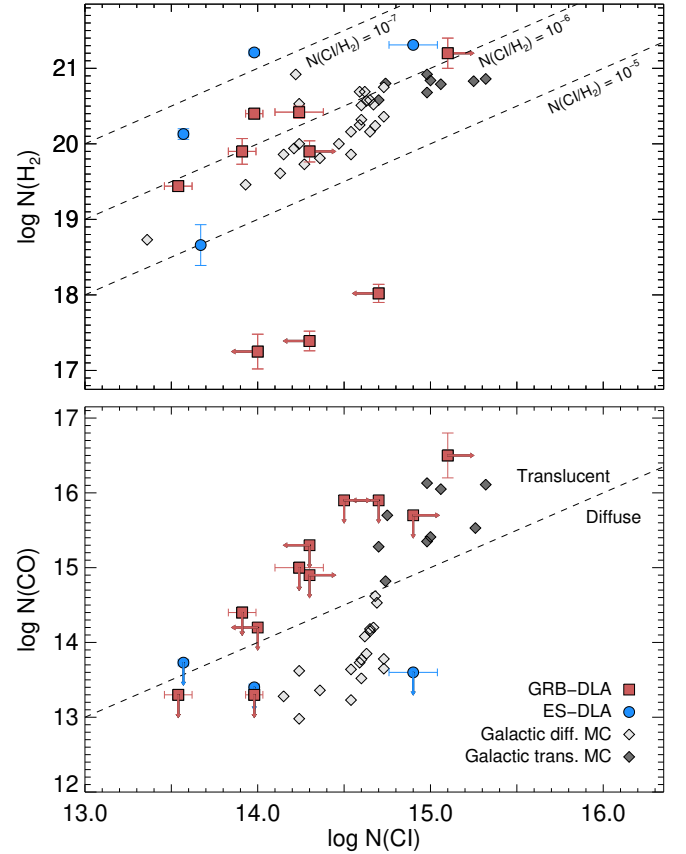 21
20
19
18
17
log N(H₂)
N(CI/H₂) = 10⁻⁷
N(CI/H₂) = 10⁻⁶
N(CI/H₂) = 10⁻⁵
17
16
15
14
13
12
log N(CO)
Translucent
Diffuse
GRB−DLA
ES−DLA
Galactic diff. MC
Galactic trans. MC
13.0 14.0 15.0 16.0
log N(CI)